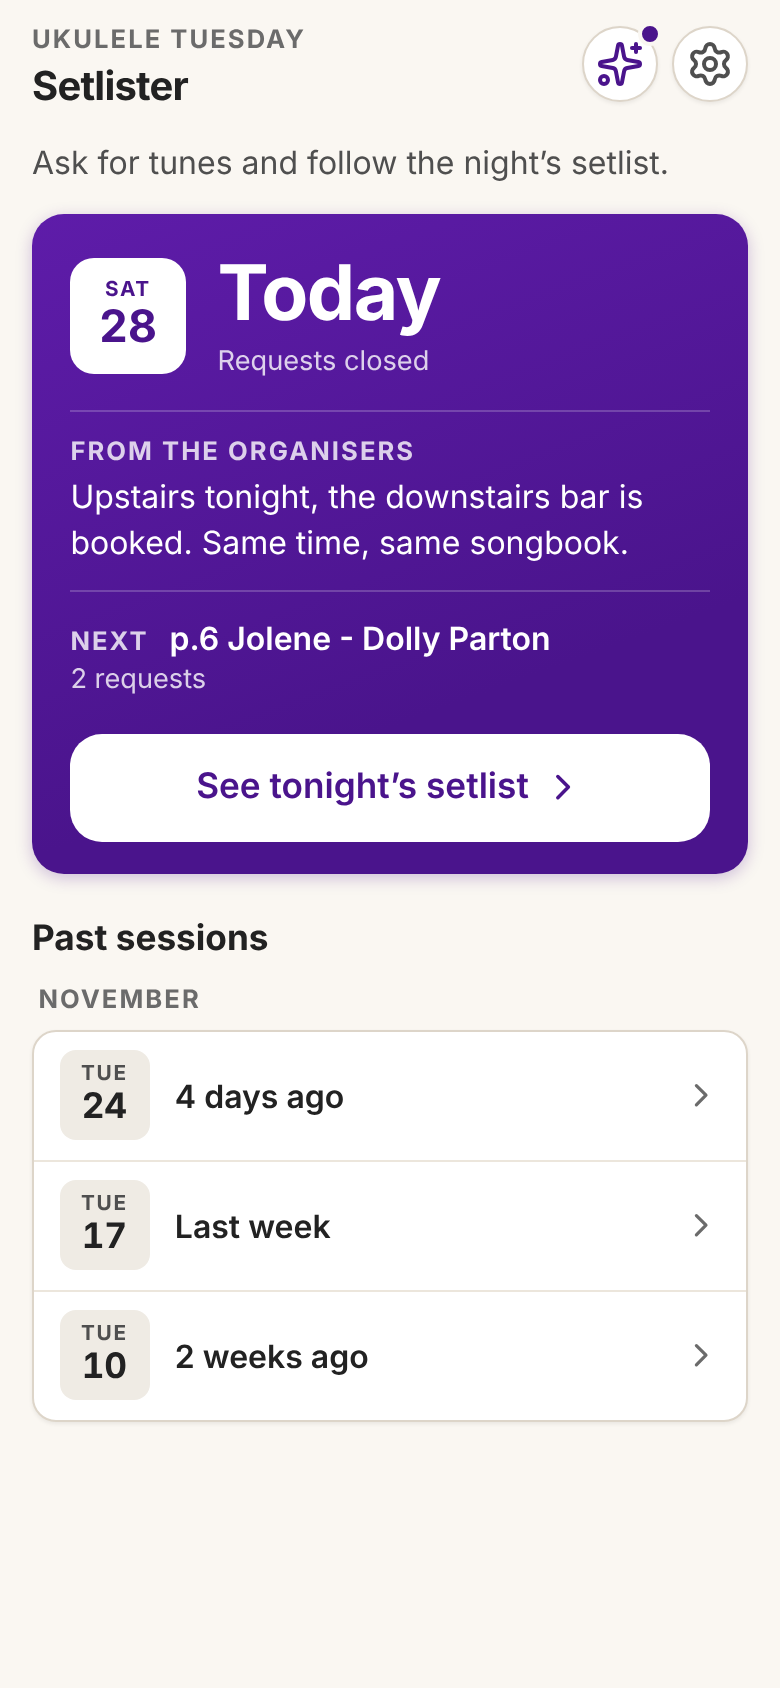 UKULELE TUESDAY
Setlister
Ask for tunes and follow the night’s setlist.
SAT
28
Today
Requests closed
FROM THE ORGANISERS
Upstairs tonight, the downstairs bar is
booked. Same time, same songbook.
NEXT p.6 Jolene - Dolly Parton
2 requests
See tonight’s setlist
Past sessions
NOVEMBER
TUE
24
4 days ago
TUE
17
Last week
TUE
10
2 weeks ago